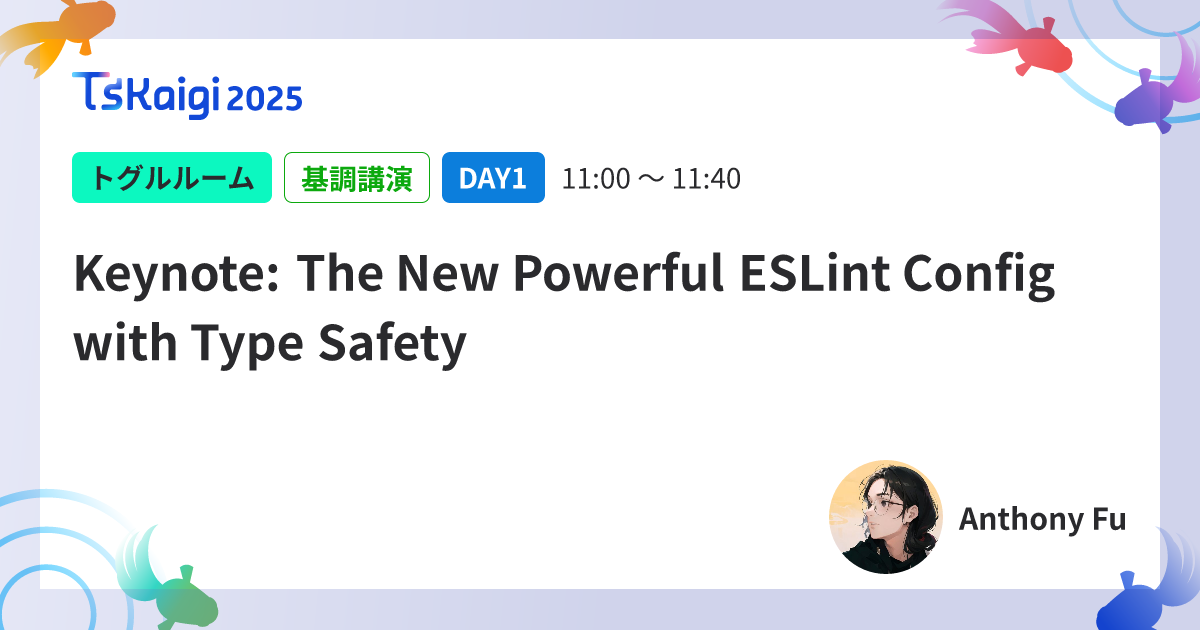 TsKaigi 2025
トグルルーム 基調講演 DAY1 11:00 〜 11:40
Keynote: The New Powerful ESLint Config
with Type Safety
Anthony Fu